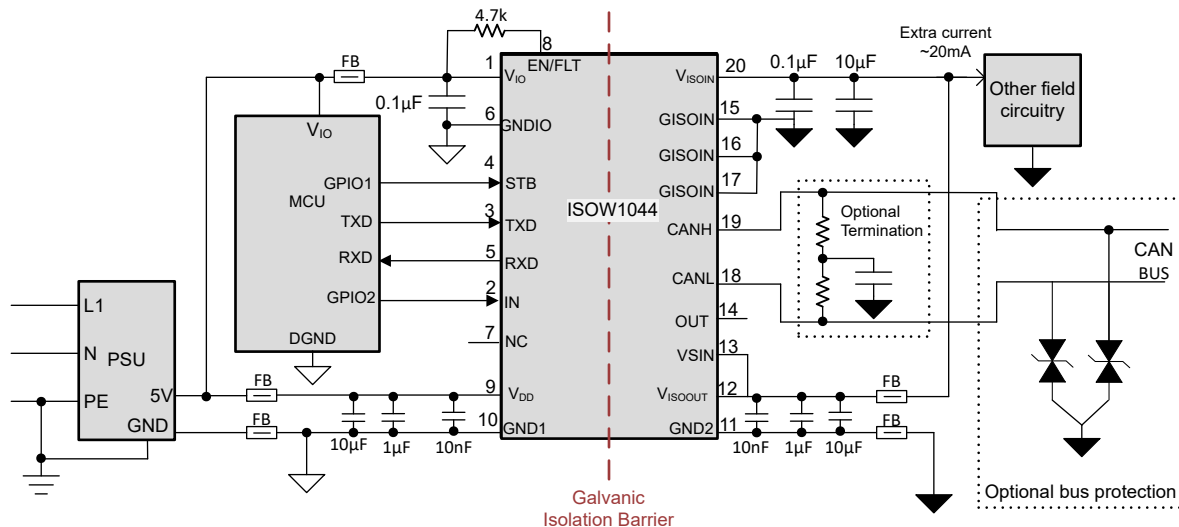 4.7k
8
EN/FLT
FB
1
VIO
0.1µF
6
GNDIO
VIO
MCU
GPIO1
4
STB
TXD
3
TXD
RXD
5
RXD
GPIO2
2
IN
DGND
7
NC
L1
N
PSU
PE
5V
GND
FB
FB
9
VDD
10
GND1
10µF
1µF
10nF
ISOW1044
Galvanic
Isolation Barrier
20
VISOIN
0.1µF
10µF
Extra current
~20mA
Other field
circuitry
15
GISOIN
16
GISOIN
17
GISOIN
19
CANH
Optional
Termination
18
CANL
14
OUT
13
VSIN
12
VISOOUT
11
GND2
10nF
1µF
10µF
FB
FB
CAN
BUS
Optional bus protection